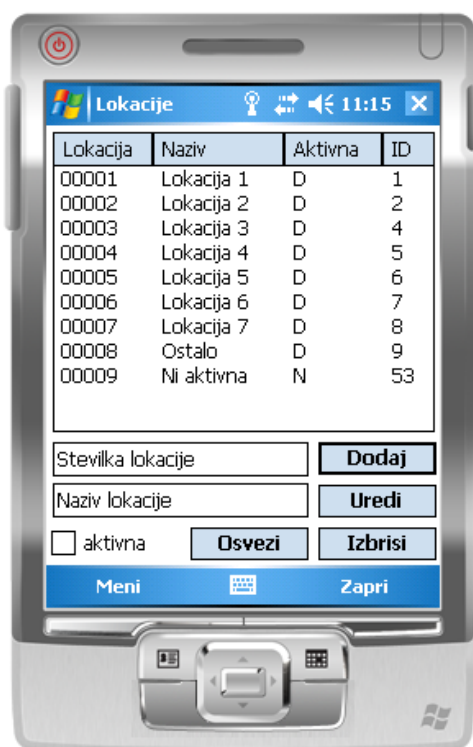 Lokacije 11:15
Lokacija Naziv Aktivna ID
00001 Lokacija 1 D 1
00002 Lokacija 2 D 2
00003 Lokacija 3 D 4
00004 Lokacija 4 D 5
00005 Lokacija 5 D 6
00006 Lokacija 6 D 7
00007 Lokacija 7 D 8
00008 Ostalo D 9
00009 Ni aktivna N 53
Stevilka lokacije Dodaj
Naziv lokacije Uredi
aktivna Osvezi Izbrisi
Meni Zapri